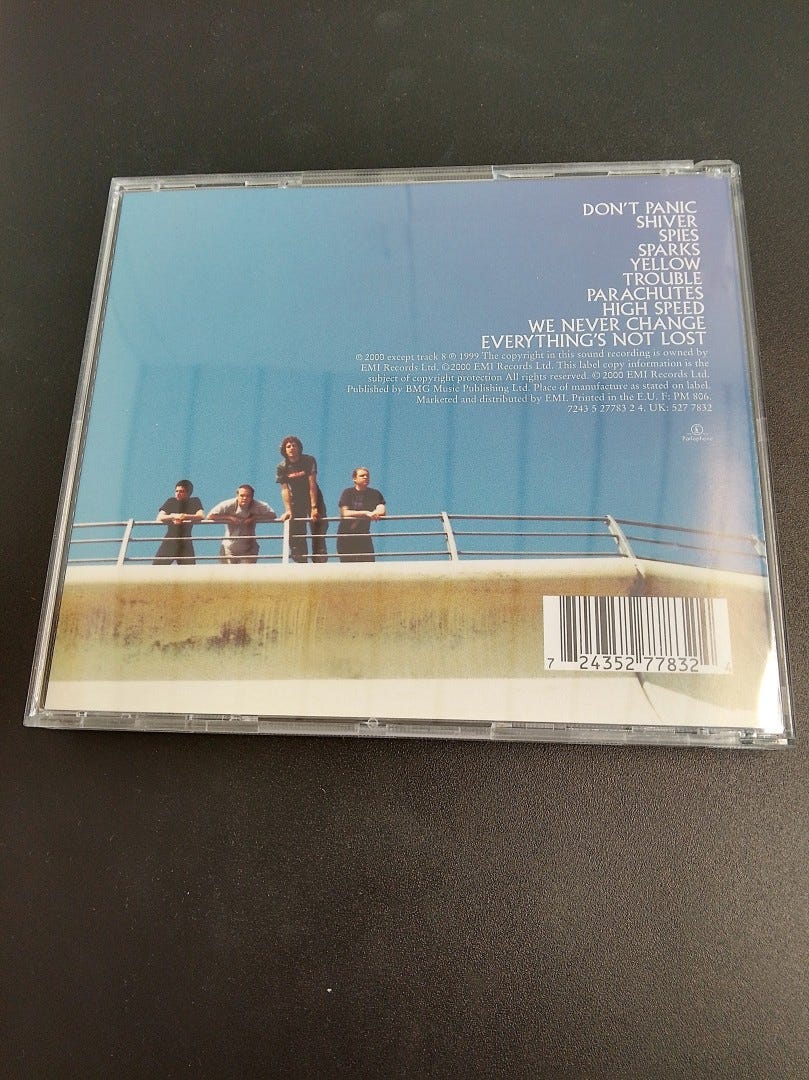 DON'T PANIC
SHIVER
SPIES
SPARKS
YELLOW
TROUBLE
PARACHUTES
HIGH SPEED
WE NEVER CHANGE
EVERYTHING'S NOT LOST
℗ 2000 except track 8 ℗ 1999 The copyright in this sound recording is owned by
EMI Records Ltd. © 2000 EMI Records Ltd. This label copy information is the
subject of copyright protection All rights reserved. © 2000 EMI Records Ltd.
Published by BMG Music Publishing Ltd. Place of manufacture as stated on label.
Marketed and distributed by EMI. Printed in the E.U. F: PM 806.
7243 5 27783 2 4. UK: 527 7832
Parlophone
7 24352 77832 4